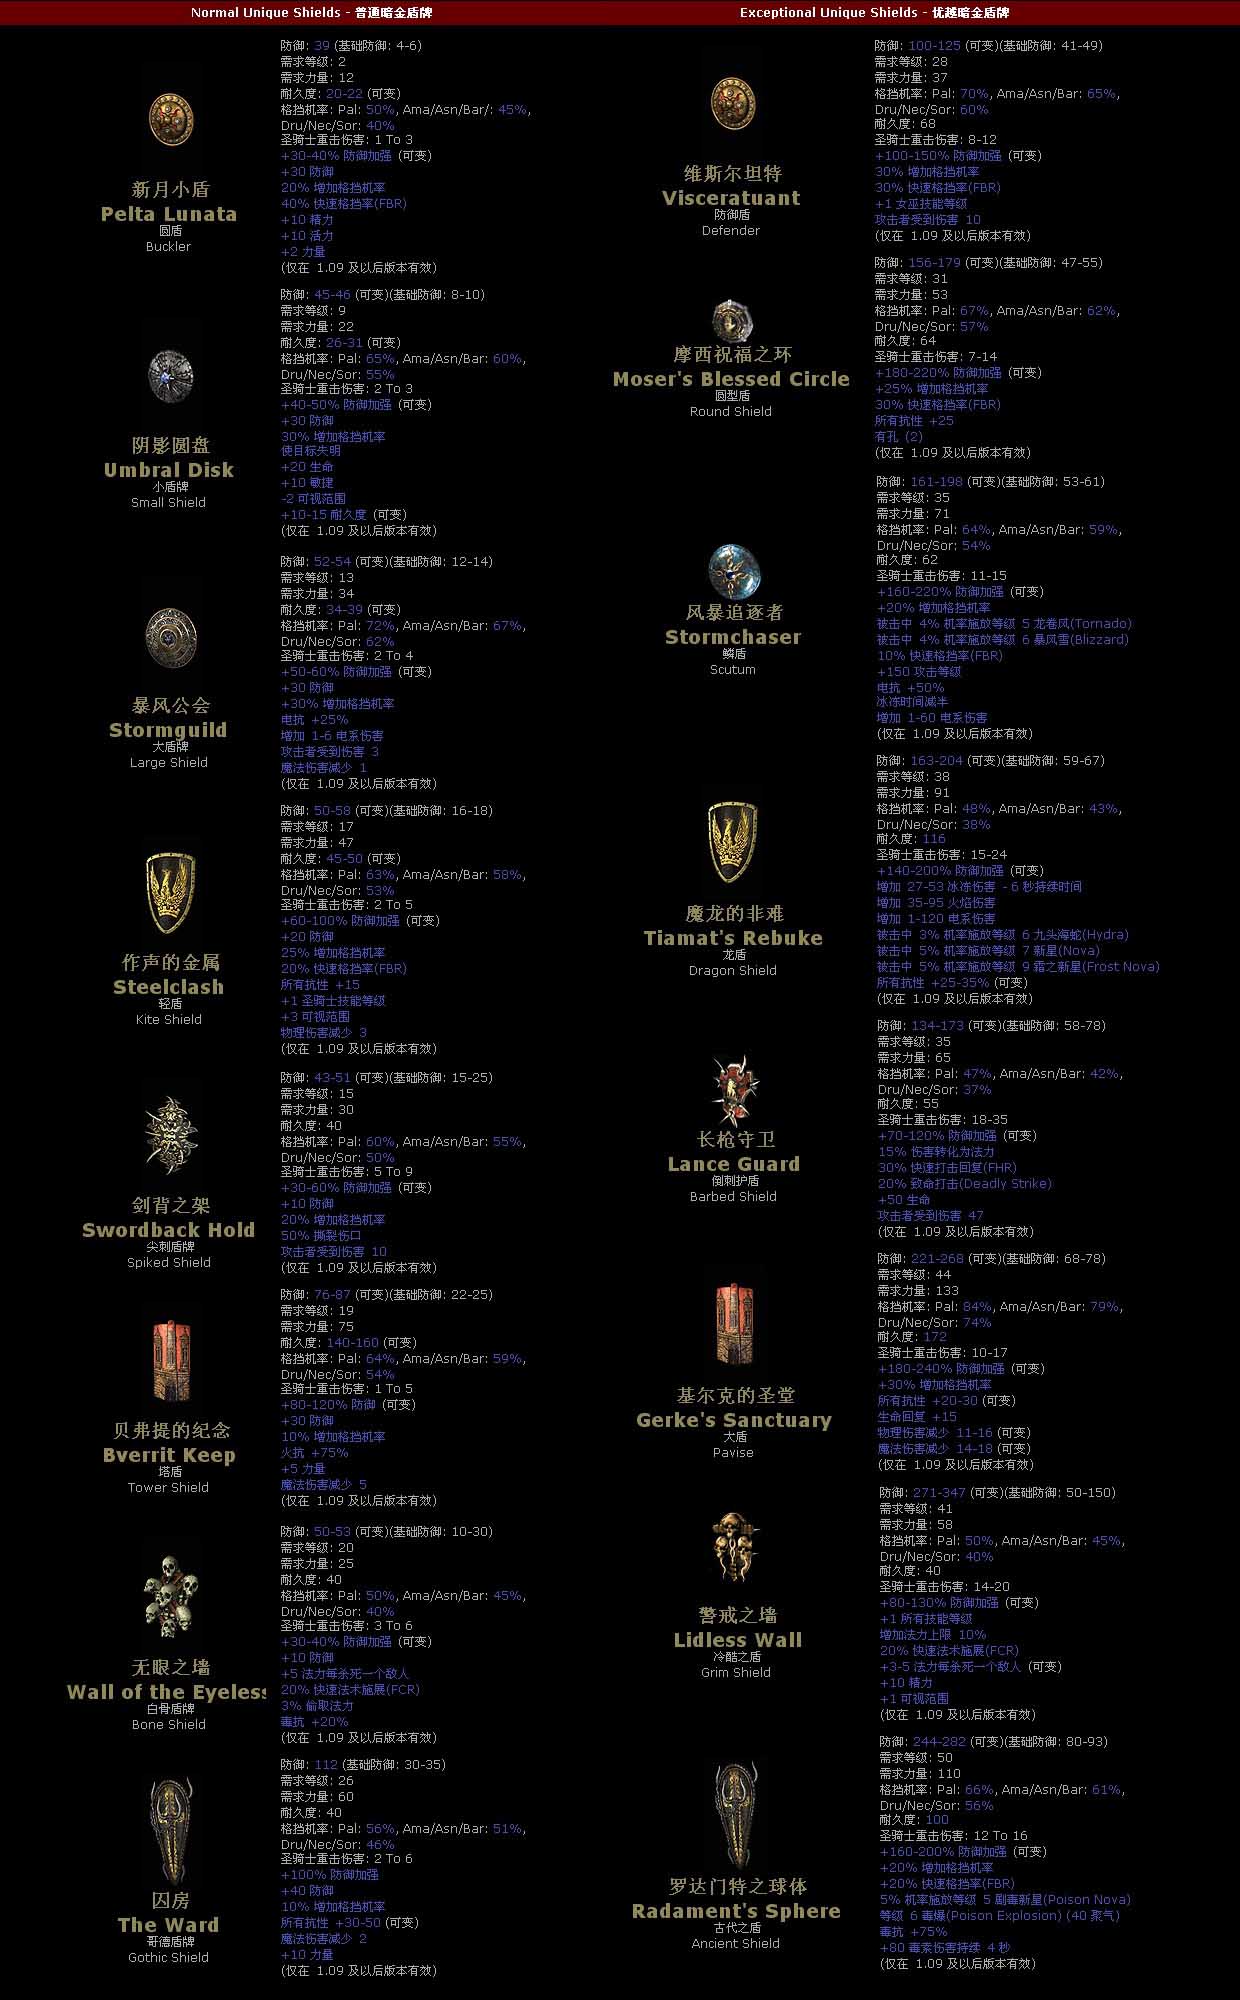 Normal Unique Shields - 普通暗金盾牌
新月小盾
Pelta Lunata
圆盾
Buckler
防御: 39 (基础防御: 4-6)
需求等级: 2
需求力量: 12
耐久度: 20-22 (可变)
格挡机率: Pal: 50%, Ama/Asn/Bar/: 45%,
Dru/Nec/Sor: 40%
圣骑士重击伤害: 1 To 3
+30-40% 防御加强 (可变)
+30 防御
20% 增加格挡机率
40% 快速格挡率(FBR)
+10 精力
+10 活力
+2 力量
(仅在 1.09 及以后版本有效)
阴影圆盘
Umbral Disk
小盾牌
Small Shield
防御: 45-46 (可变)(基础防御: 8-10)
需求等级: 9
需求力量: 22
耐久度: 26-31 (可变)
格挡机率: Pal: 65%, Ama/Asn/Bar: 60%,
Dru/Nec/Sor: 55%
圣骑士重击伤害: 2 To 3
+40-50% 防御加强 (可变)
+30 防御
30% 增加格挡机率
使目标失明
+20 生命
+10 敏捷
-2 可视范围
+10-15 耐久度 (可变)
(仅在 1.09 及以后版本有效)
暴风公会
Stormguild
大盾牌
Large Shield
防御: 52-54 (可变)(基础防御: 12-14)
需求等级: 13
需求力量: 34
耐久度: 34-39 (可变)
格挡机率: Pal: 72%, Ama/Asn/Bar: 67%,
Dru/Nec/Sor: 62%
圣骑士重击伤害: 2 To 4
+50-60% 防御加强 (可变)
+30 防御
+30% 增加格挡机率
电抗 +25%
增加 1-6 电系伤害
攻击者受到伤害 3
魔法伤害减少 1
(仅在 1.09 及以后版本有效)
作声的金属
Steelclash
轻盾
Kite Shield
防御: 50-58 (可变)(基础防御: 16-18)
需求等级: 17
需求力量: 47
耐久度: 45-50 (可变)
格挡机率: Pal: 63%, Ama/Asn/Bar: 58%,
Dru/Nec/Sor: 53%
圣骑士重击伤害: 2 To 5
+60-100% 防御加强 (可变)
+20 防御
25% 增加格挡机率
20% 快速格挡率(FBR)
所有抗性 +15
+1 圣骑士技能等级
+3 可视范围
物理伤害减少 3
(仅在 1.09 及以后版本有效)
剑背之架
Swordback Hold
尖刺盾牌
Spiked Shield
防御: 43-51 (可变)(基础防御: 15-25)
需求等级: 15
需求力量: 30
耐久度: 40
格挡机率: Pal: 60%, Ama/Asn/Bar: 55%,
Dru/Nec/Sor: 50%
圣骑士重击伤害: 5 To 9
+30-60% 防御加强 (可变)
+10 防御
20% 增加格挡机率
50% 撕裂伤口
攻击者受到伤害 10
(仅在 1.09 及以后版本有效)
贝弗提的纪念
Bverrit Keep
塔盾
Tower Shield
防御: 76-87 (可变)(基础防御: 22-25)
需求等级: 19
需求力量: 75
耐久度: 140-160 (可变)
格挡机率: Pal: 64%, Ama/Asn/Bar: 59%,
Dru/Nec/Sor: 54%
圣骑士重击伤害: 1 To 5
+80-120% 防御 (可变)
+30 防御
10% 增加格挡机率
火抗 +75%
+5 力量
魔法伤害减少 5
(仅在 1.09 及以后版本有效)
无眼之墙
Wall of the Eyeless
白骨盾牌
Bone Shield
防御: 50-53 (可变)(基础防御: 10-30)
需求等级: 20
需求力量: 25
耐久度: 40
格挡机率: Pal: 50%, Ama/Asn/Bar: 45%,
Dru/Nec/Sor: 40%
圣骑士重击伤害: 3 To 6
+30-40% 防御加强 (可变)
+10 防御
+5 法力每杀死一个敌人
20% 快速法术施展(FCR)
3% 偷取法力
毒抗 +20%
(仅在 1.09 及以后版本有效)
囚房
The Ward
哥德盾牌
Gothic Shield
防御: 112 (基础防御: 30-35)
需求等级: 26
需求力量: 60
耐久度: 40
格挡机率: Pal: 56%, Ama/Asn/Bar: 51%,
Dru/Nec/Sor: 46%
圣骑士重击伤害: 2 To 6
+100% 防御加强
+40 防御
10% 增加格挡机率
所有抗性 +30-50 (可变)
魔法伤害减少 2
+10 力量
(仅在 1.09 及以后版本有效)
Exceptional Unique Shields - 优越暗金盾牌
维斯尔坦特
Visceratuant
防御盾
Defender
防御: 100-125 (可变)(基础防御: 41-49)
需求等级: 28
需求力量: 37
格挡机率: Pal: 70%, Ama/Asn/Bar: 65%,
Dru/Nec/Sor: 60%
耐久度: 68
圣骑士重击伤害: 8-12
+100-150% 防御加强 (可变)
30% 增加格挡机率
30% 快速格挡率(FBR)
+1 女巫技能等级
攻击者受到伤害 10
(仅在 1.09 及以后版本有效)
摩西祝福之环
Moser's Blessed Circle
圆型盾
Round Shield
防御: 156-179 (可变)(基础防御: 47-55)
需求等级: 31
需求力量: 53
格挡机率: Pal: 67%, Ama/Asn/Bar: 62%,
Dru/Nec/Sor: 57%
耐久度: 64
圣骑士重击伤害: 7-14
+180-220% 防御加强 (可变)
+25% 增加格挡机率
30% 快速格挡率(FBR)
所有抗性 +25
有孔 (2)
(仅在 1.09 及以后版本有效)
风暴追逐者
Stormchaser
鳞盾
Scutum
防御: 161-198 (可变)(基础防御: 53-61)
需求等级: 35
需求力量: 71
格挡机率: Pal: 64%, Ama/Asn/Bar: 59%,
Dru/Nec/Sor: 54%
耐久度: 62
圣骑士重击伤害: 11-15
+160-220% 防御加强 (可变)
+20% 增加格挡机率
被击中 4% 机率施放等级 5 龙卷风(Tornado)
被击中 4% 机率施放等级 6 暴风雪(Blizzard)
10% 快速格挡率(FBR)
+150 攻击等级
电抗 +50%
冰冻时间减半
增加 1-60 电系伤害
(仅在 1.09 及以后版本有效)
魔龙的非难
Tiamat's Rebuke
龙盾
Dragon Shield
防御: 163-204 (可变)(基础防御: 59-67)
需求等级: 38
需求力量: 91
格挡机率: Pal: 48%, Ama/Asn/Bar: 43%,
Dru/Nec/Sor: 38%
耐久度: 116
圣骑士重击伤害: 15-24
+140-200% 防御加强 (可变)
增加 27-53 冰冻伤害 - 6 秒持续时间
增加 35-95 火焰伤害
增加 1-120 电系伤害
被击中 3% 机率施放等级 6 九头海蛇(Hydra)
被击中 5% 机率施放等级 7 新星(Nova)
被击中 5% 机率施放等级 9 霜之新星(Frost Nova)
所有抗性 +25-35% (可变)
(仅在 1.09 及以后版本有效)
长枪守卫
Lance Guard
倒刺护盾
Barbed Shield
防御: 134-173 (可变)(基础防御: 58-78)
需求等级: 35
需求力量: 65
格挡机率: Pal: 47%, Ama/Asn/Bar: 42%,
Dru/Nec/Sor: 37%
耐久度: 55
圣骑士重击伤害: 18-35
+70-120% 防御加强 (可变)
15% 伤害转化为法力
30% 快速打击回复(FHR)
20% 致命打击(Deadly Strike)
+50 生命
攻击者受到伤害 47
(仅在 1.09 及以后版本有效)
基尔克的圣堂
Gerke's Sanctuary
大盾
Pavise
防御: 221-268 (可变)(基础防御: 68-78)
需求等级: 44
需求力量: 133
格挡机率: Pal: 84%, Ama/Asn/Bar: 79%,
Dru/Nec/Sor: 74%
耐久度: 172
圣骑士重击伤害: 10-17
+180-240% 防御加强 (可变)
+30% 增加格挡机率
所有抗性 +20-30 (可变)
生命回复 +15
物理伤害减少 11-16 (可变)
魔法伤害减少 14-18 (可变)
(仅在 1.09 及以后版本有效)
警戒之墙
Lidless Wall
冷酷之盾
Grim Shield
防御: 271-347 (可变)(基础防御: 50-150)
需求等级: 41
需求力量: 58
格挡机率: Pal: 50%, Ama/Asn/Bar: 45%,
Dru/Nec/Sor: 40%
耐久度: 40
圣骑士重击伤害: 14-20
+80-130% 防御加强 (可变)
+1 所有技能等级
增加法力上限 10%
20% 快速法术施展(FCR)
+3-5 法力每杀死一个敌人 (可变)
+10 精力
+1 可视范围
(仅在 1.09 及以后版本有效)
罗达门特之球体
Radament's Sphere
古代之盾
Ancient Shield
防御: 244-282 (可变)(基础防御: 80-93)
需求等级: 50
需求力量: 110
格挡机率: Pal: 66%, Ama/Asn/Bar: 61%,
Dru/Nec/Sor: 56%
耐久度: 100
圣骑士重击伤害: 12 To 16
+160-200% 防御加强 (可变)
+20% 增加格挡机率
+20% 快速格挡率(FBR)
5% 机率施放等级 5 剧毒新星(Poison Nova)
等级 6 毒爆(Poison Explosion) (40 聚气)
毒抗 +75%
+80 毒素伤害持续 4 秒
(仅在 1.09 及以后版本有效)